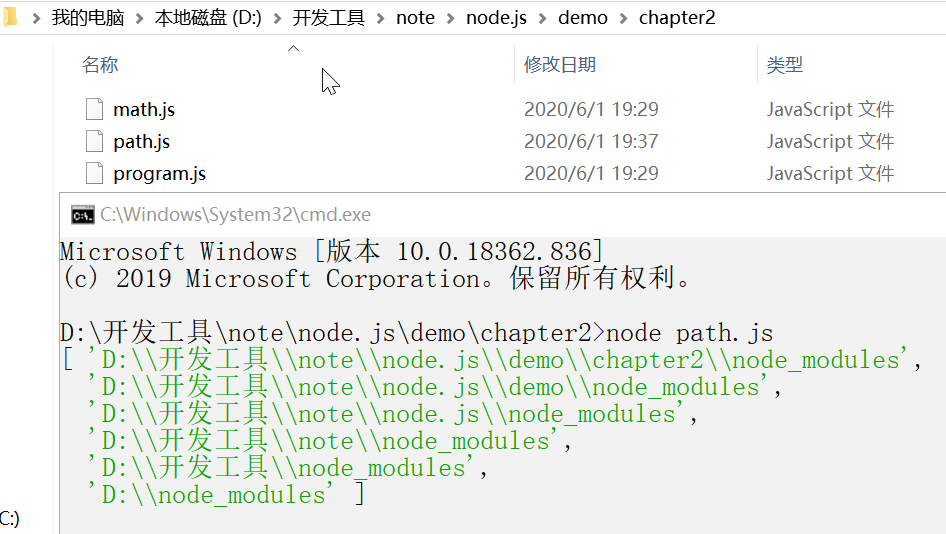 我的电脑 > 本地磁盘 (D:) > 开发工具 > note > node.js > demo > chapter2
名称 修改日期 类型
math.js 2020/6/1 19:29 JavaScript 文件
path.js 2020/6/1 19:37 JavaScript 文件
program.js 2020/6/1 19:29 JavaScript 文件
C:\Windows\System32\cmd.exe
Microsoft Windows [版本 10.0.18362.836]
(c) 2019 Microsoft Corporation。保留所有权利。
D:\开发工具\note\node.js\demo\chapter2>node path.js
[ 'D:\\开发工具\\note\\node.js\\demo\\chapter2\\node_modules',
'D:\\开发工具\\note\\node.js\\demo\\node_modules',
'D:\\开发工具\\note\\node.js\\node_modules',
'D:\\开发工具\\note\\node_modules',
'D:\\开发工具\\node_modules',
'D:\\node_modules' ]
C:)